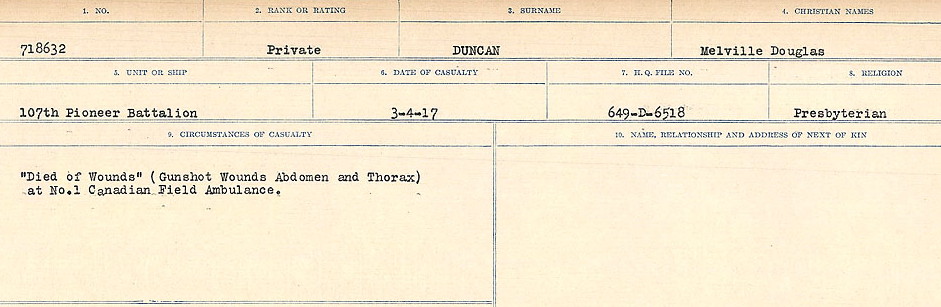 1. NO. 2. RANK OR RATING 3. SURNAME 4. CHRISTIAN NAMES
718632 Private DUNCAN Melville Douglas
5. UNIT OR SHIP 6. DATE OF CASUALTY 7. H.Q. FILE NO. 8. RELIGION
107th Pioneer Battalion 3-4-17 649-D-6518 Presbyterian
9. CIRCUMSTANCES OF CASUALTY 10. NAME, RELATIONSHIP AND ADDRESS OF NEXT OF KIN
"Died of Wounds" (Gunshot Wounds Abdomen and Thorax)
at No.1 Canadian Field Ambulance.